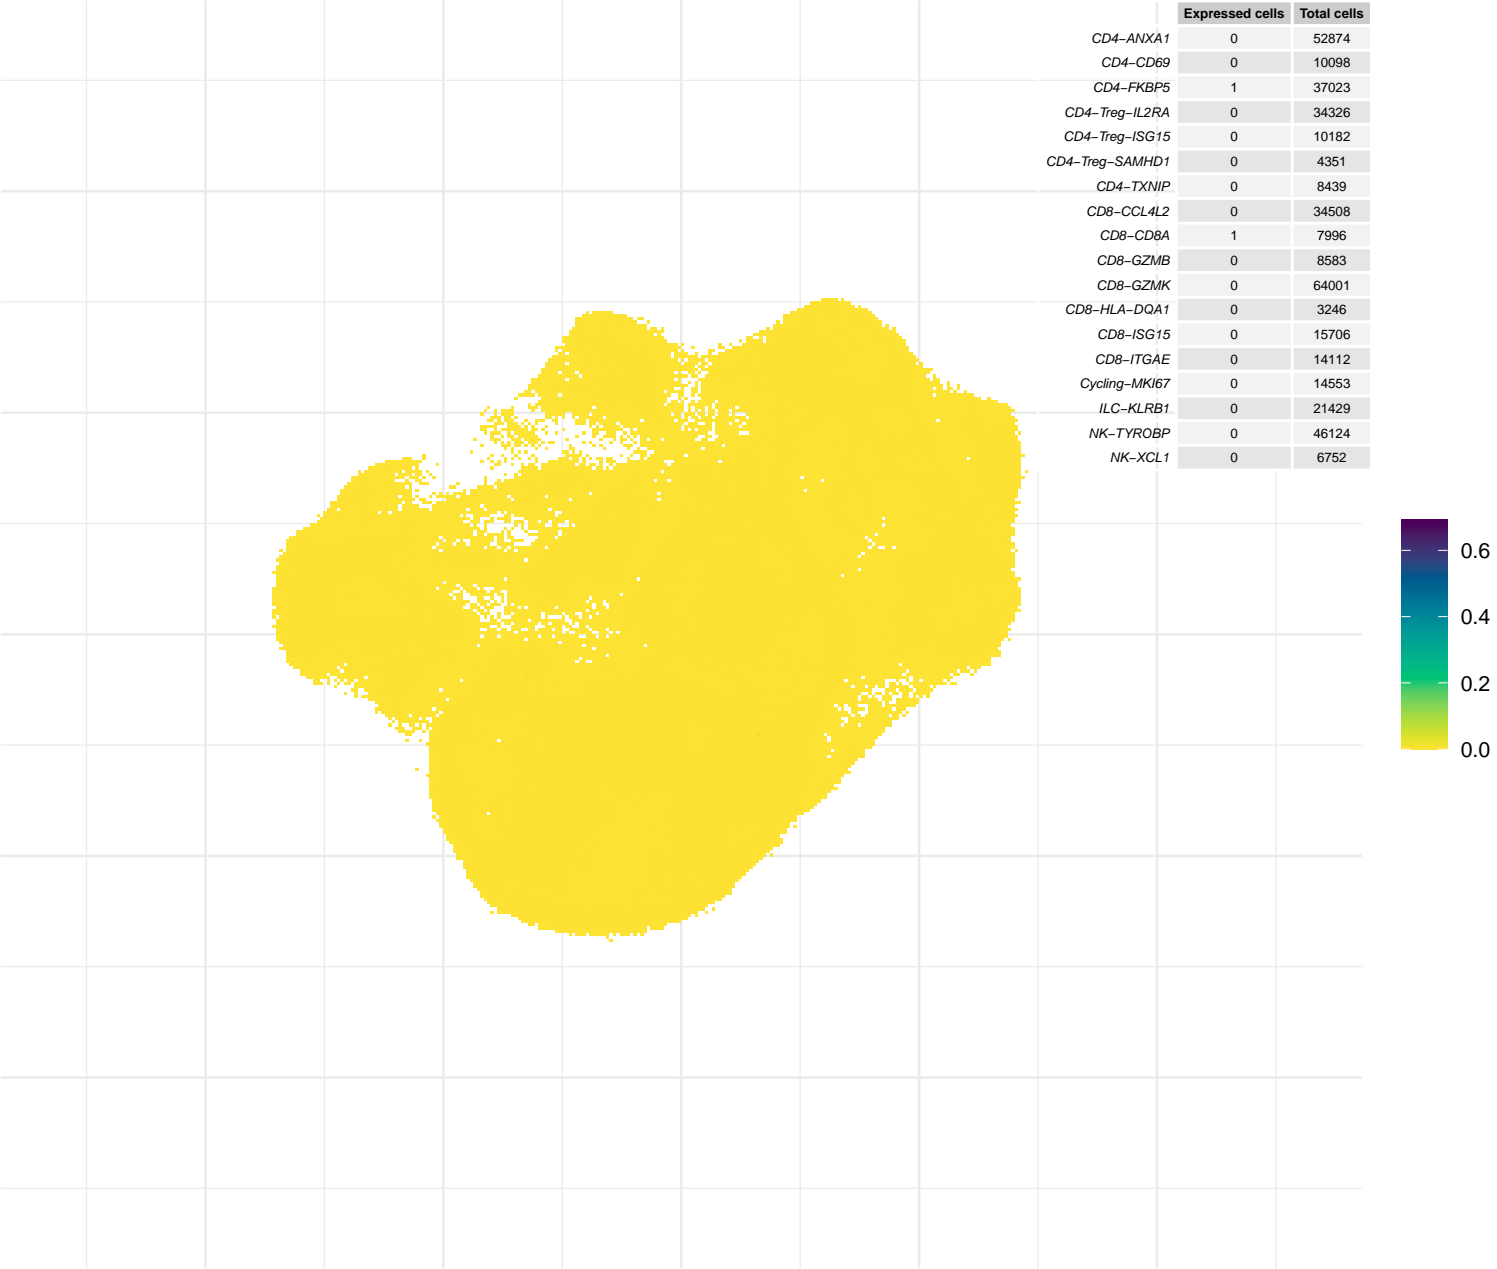 Expressed cells Total cells
CD4−ANXA1 0 52874
CD4−CD69 0 10098
CD4−FKBP5 1 37023
CD4−Treg−IL2RA 0 34326
CD4−Treg−ISG15 0 10182
CD4−Treg−SAMHD1 0 4351
CD4−TXNIP 0 8439
CD8−CCL4L2 0 34508
CD8−CD8A 1 7996
CD8−GZMB 0 8583
CD8−GZMK 0 64001
CD8−HLA−DQA1 0 3246
CD8−ISG15 0 15706
CD8−ITGAE 0 14112
Cycling−MKI67 0 14553
ILC−KLRB1 0 21429
NK−TYROBP 0 46124
NK−XCL1 0 6752
0.6
0.4
0.2
0.0